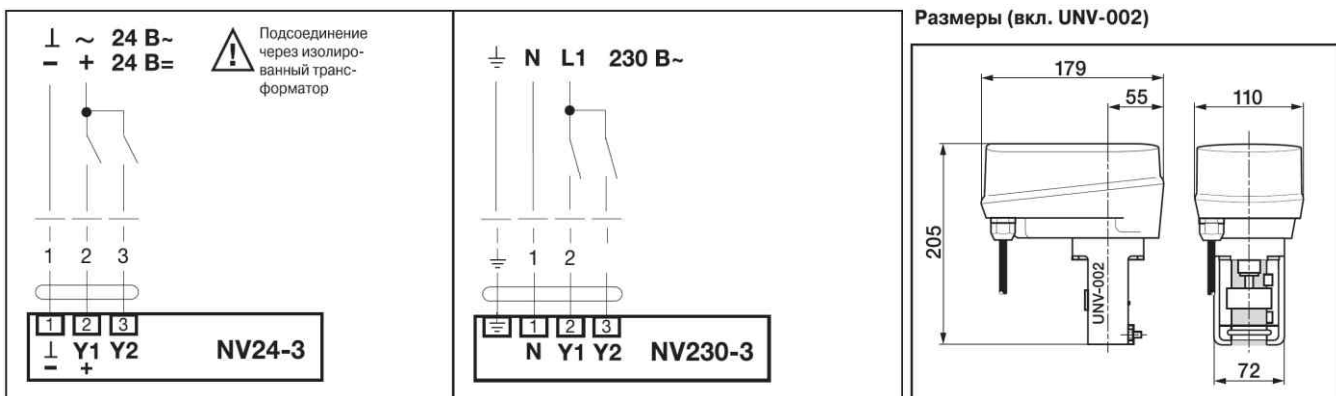 ⊥ ~ 24 В~
− + 24 В=
Подсоединение
через изолиро-
ванный транс-
форматор
1 2 3
1 2 3
⊥ Y1 Y2 NV24-3
− +
N L1 230 В~
1 2
1 2 3
N Y1 Y2 NV230-3
Размеры (вкл. UNV-002)
179
55
110
205
UNV-002
72